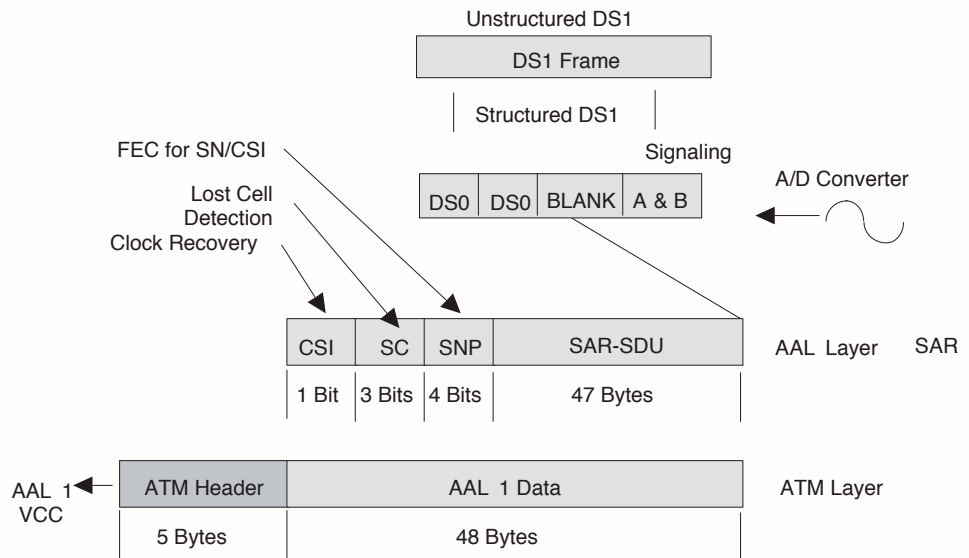 Unstructured DS1
DS1 Frame
Structured DS1
FEC for SN/CSI
Signaling
A/D Converter
Lost Cell
Detection
Clock Recovery
DS0 DS0 BLANK A & B
CSI SC SNP SAR-SDU
AAL Layer SAR
1 Bit 3 Bits 4 Bits 47 Bytes
AAL 1
VCC
ATM Header AAL 1 Data
ATM Layer
5 Bytes 48 Bytes